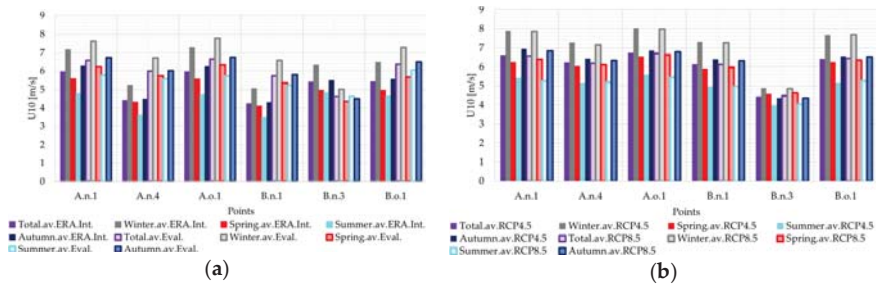 9
8
7
6
5
4
3
2
1
0
U10 [m/s]
A.n.1 A.n.4 A.o.1 B.n.1 B.n.3 B.o.1
Points
Total.av.ERA.Int. Winter.av.ERA.Int. Spring.av.ERA.Int. Summer.av.ERA.Int.
Autumn.av.ERA.Int. Total.av.Eval. Winter.av.Eval. Spring.av.Eval.
Summer.av.Eval. Autumn.av.Eval.
(a)
9
8
7
6
5
4
3
2
1
0
U10 [m/s]
A.n.1 A.n.4 A.o.1 B.n.1 B.n.3 B.o.1
Points
Total.av.RCP4.5 Winter.av.RCP4.5 Spring.av.RCP4.5 Summer.av.RCP4.5
Autumn.av.RCP4.5 Total.av.RCP8.5 Winter.av.RCP8.5 Spring.av.RCP8.5
Summer.av.RCP8.5 Autumn.av.RCP8.5
(b)